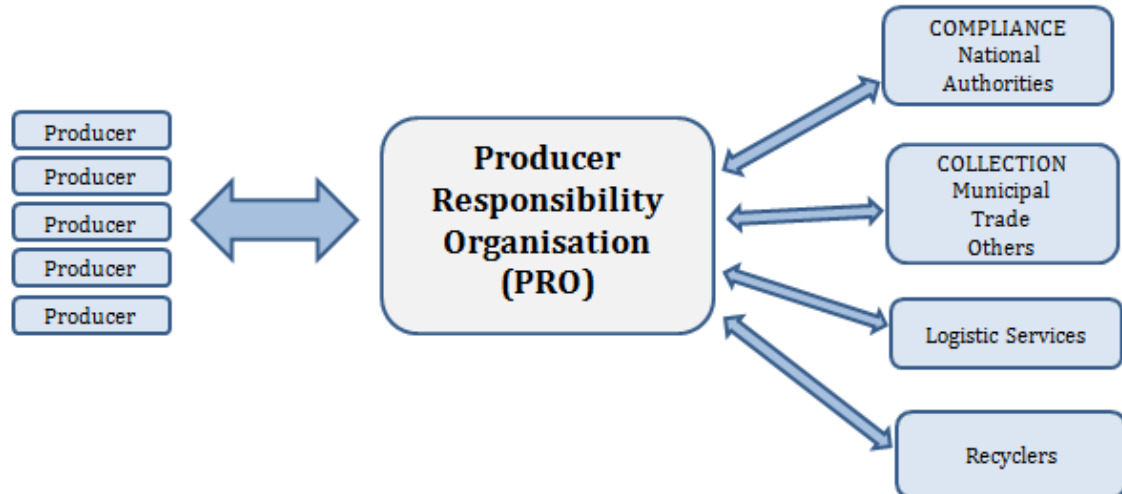 Producer
Producer
Producer
Producer
Producer
Producer
Responsibility
Organisation
(PRO)
COMPLIANCE
National
Authorities
COLLECTION
Municipal
Trade
Others
Logistic Services
Recyclers